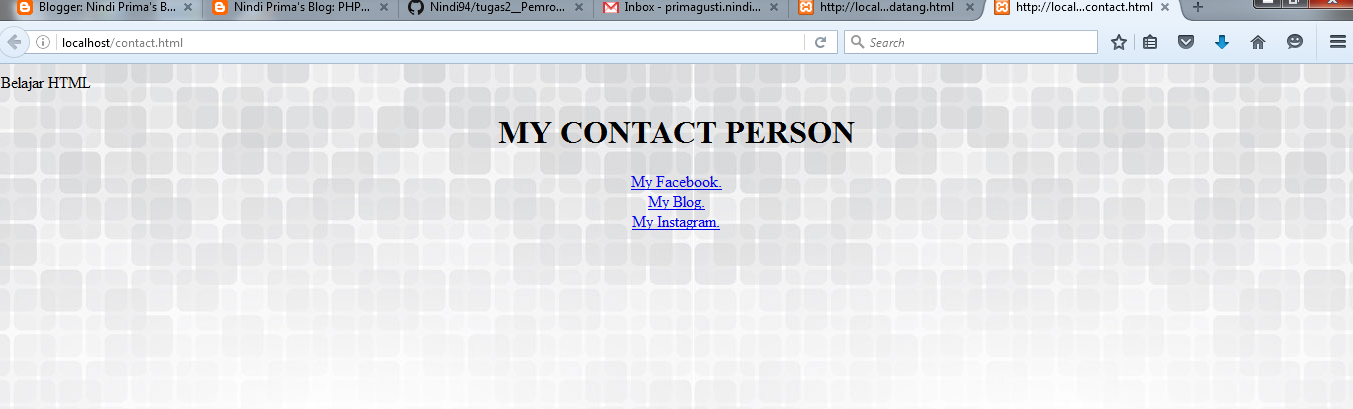 Blogger: Nindi Prima's B...
Nindi Prima's Blog: PHP...
Nindi94/tugas2__Pemro...
Inbox - primagusti.nindi...
http://local...datang.html
http://local...contact.html
localhost/contact.html
Search
Belajar HTML
MY CONTACT PERSON
My Facebook.
My Blog.
My Instagram.